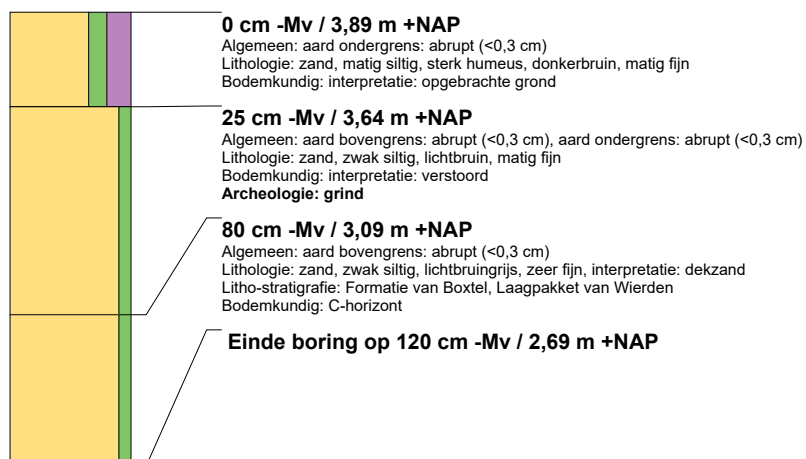 0 cm -Mv / 3,89 m +NAP
Algemeen: aard ondergrens: abrupt (<0,3 cm)
Lithologie: zand, matig siltig, sterk humeus, donkerbruin, matig fijn
Bodemkundig: interpretatie: opgebrachte grond
25 cm -Mv / 3,64 m +NAP
Algemeen: aard bovengrens: abrupt (<0,3 cm), aard ondergrens: abrupt (<0,3 cm)
Lithologie: zand, zwak siltig, lichtbruin, matig fijn
Bodemkundig: interpretatie: verstoord
Archeologie: grind
80 cm -Mv / 3,09 m +NAP
Algemeen: aard bovengrens: abrupt (<0,3 cm)
Lithologie: zand, zwak siltig, lichtbruingrijs, zeer fijn, interpretatie: dekzand
Litho-stratigrafie: Formatie van Boxtel, Laagpakket van Wierden
Bodemkundig: C-horizont
Einde boring op 120 cm -Mv / 2,69 m +NAP